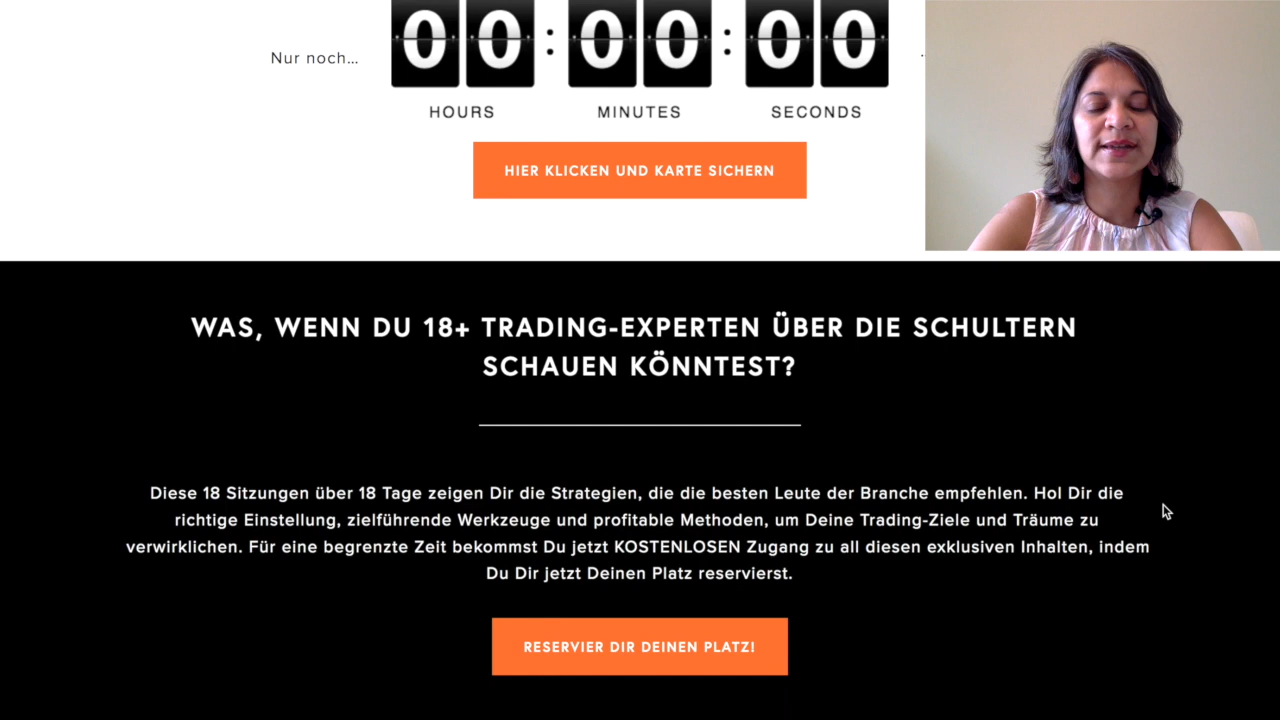 Nur noch...
00:00:00
HOURS MINUTES SECONDS
HIER KLICKEN UND KARTE SICHERN
WAS, WENN DU 18+ TRADING-EXPERTEN ÜBER DIE SCHULTERN
SCHAUEN KÖNNTEST?
Diese 18 Sitzungen über 18 Tage zeigen Dir die Strategien, die die besten Leute der Branche empfehlen. Hol Dir die
richtige Einstellung, zielführende Werkzeuge und profitable Methoden, um Deine Trading-Ziele und Träume zu
verwirklichen. Für eine begrenzte Zeit bekommst Du jetzt KOSTENLOSEN Zugang zu all diesen exklusiven Inhalten, indem
Du Dir jetzt Deinen Platz reservierst.
RESERVIER DIR DEINEN PLATZ!